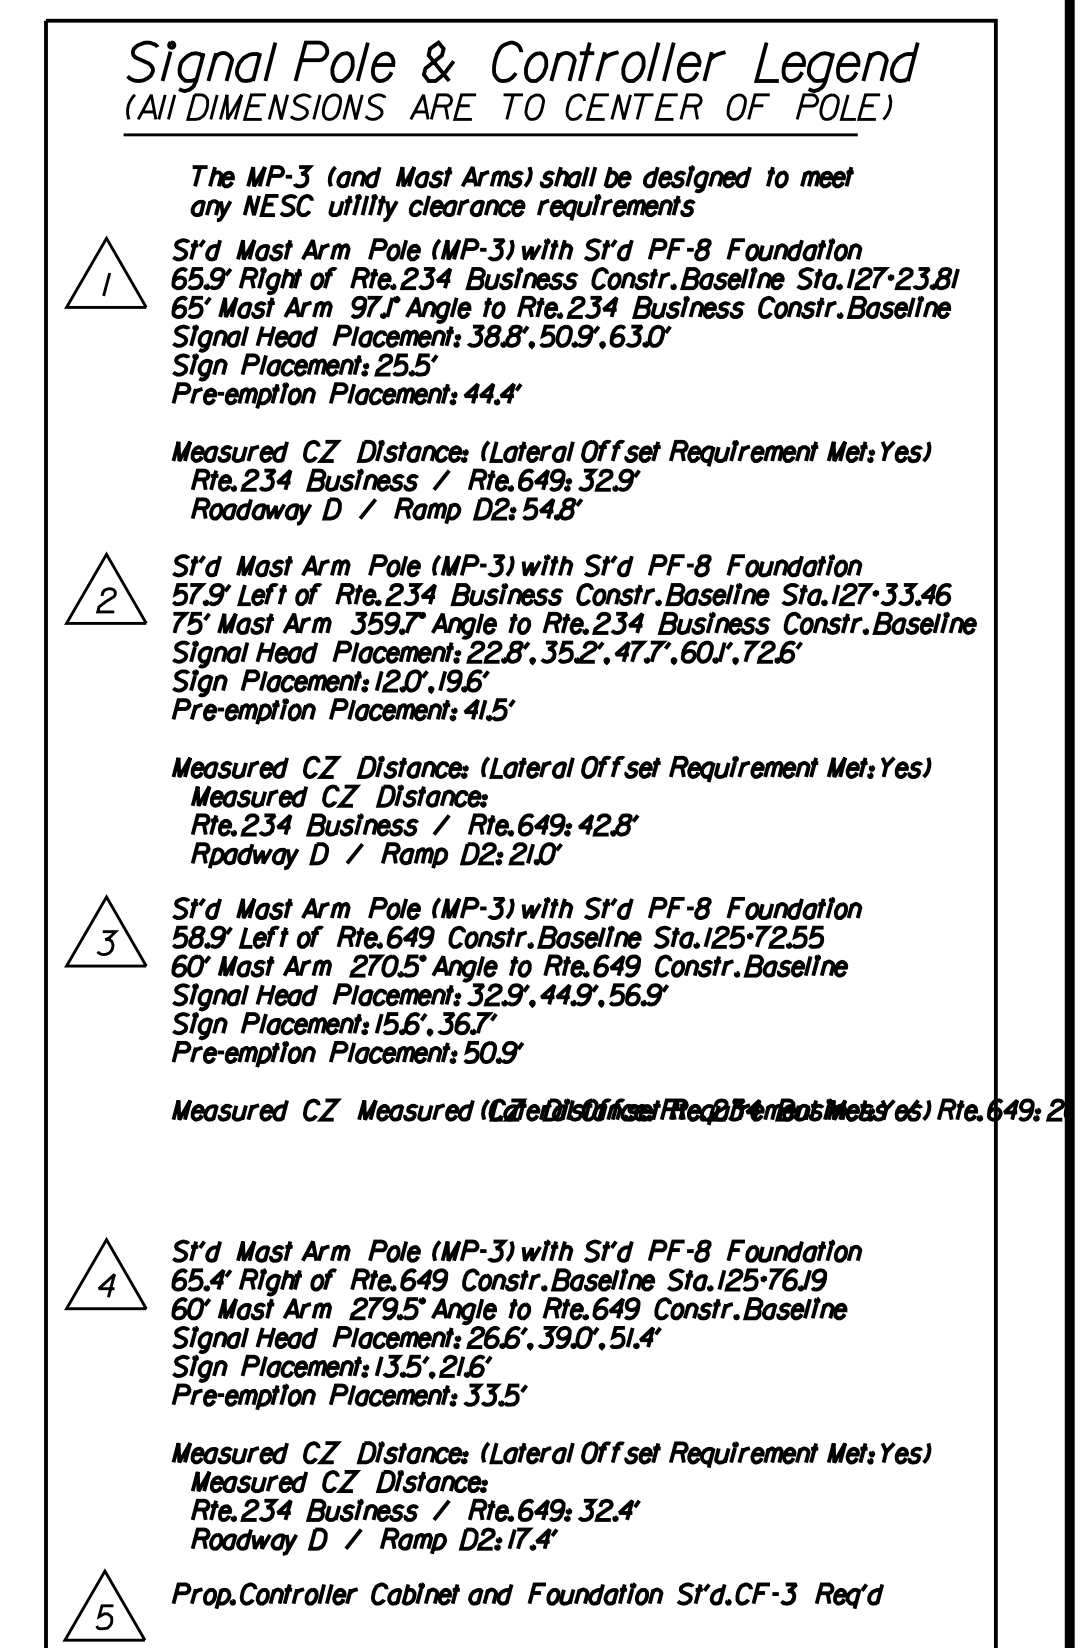 Signal Pole & Controller Legend
(All DIMENSIONS ARE TO CENTER OF POLE)
The MP-3 (and Mast Arms) shall be designed to meet
any NESC utility clearance requirements
1
St'd Mast Arm Pole (MP-3) with St'd PF-8 Foundation
65.9' Right of Rte. 234 Business Constr. Baseline Sta. 127+23.81
65' Mast Arm 97.1° Angle to Rte. 234 Business Constr. Baseline
Signal Head Placement: 38.8', 50.9', 63.0'
Sign Placement: 25.5'
Pre-emption Placement: 44.4'
Measured CZ Distance: (Lateral Offset Requirement Met: Yes)
Rte. 234 Business / Rte. 649: 32.9'
Roadaway D / Ramp D2: 54.8'
2
St'd Mast Arm Pole (MP-3) with St'd PF-8 Foundation
57.9' Left of Rte. 234 Business Constr. Baseline Sta. 127+33.46
75' Mast Arm 359.7° Angle to Rte. 234 Business Constr. Baseline
Signal Head Placement: 22.8', 35.2', 47.7', 60.1', 72.6'
Sign Placement: 12.0', 19.6'
Pre-emption Placement: 41.5'
Measured CZ Distance: (Lateral Offset Requirement Met: Yes)
Measured CZ Distance:
Rte. 234 Business / Rte. 649: 42.8'
Rpadway D / Ramp D2: 21.0'
3
St'd Mast Arm Pole (MP-3) with St'd PF-8 Foundation
58.9' Left of Rte. 649 Constr. Baseline Sta. 125+72.55
60' Mast Arm 270.5° Angle to Rte. 649 Constr. Baseline
Signal Head Placement: 32.9', 44.9', 56.9'
Sign Placement: 15.6', 36.7'
Pre-emption Placement: 50.9'
Measured CZ Measured Rte. 649:
4
St'd Mast Arm Pole (MP-3) with St'd PF-8 Foundation
65.4' Right of Rte. 649 Constr. Baseline Sta. 125+76.19
60' Mast Arm 279.5° Angle to Rte. 649 Constr. Baseline
Signal Head Placement: 26.6', 39.0', 51.4'
Sign Placement: 13.5', 21.6'
Pre-emption Placement: 33.5'
Measured CZ Distance: (Lateral Offset Requirement Met: Yes)
Measured CZ Distance:
Rte. 234 Business / Rte. 649: 32.4'
Roadway D / Ramp D2: 17.4'
5
Prop. Controller Cabinet and Foundation St'd. CF-3 Req'd